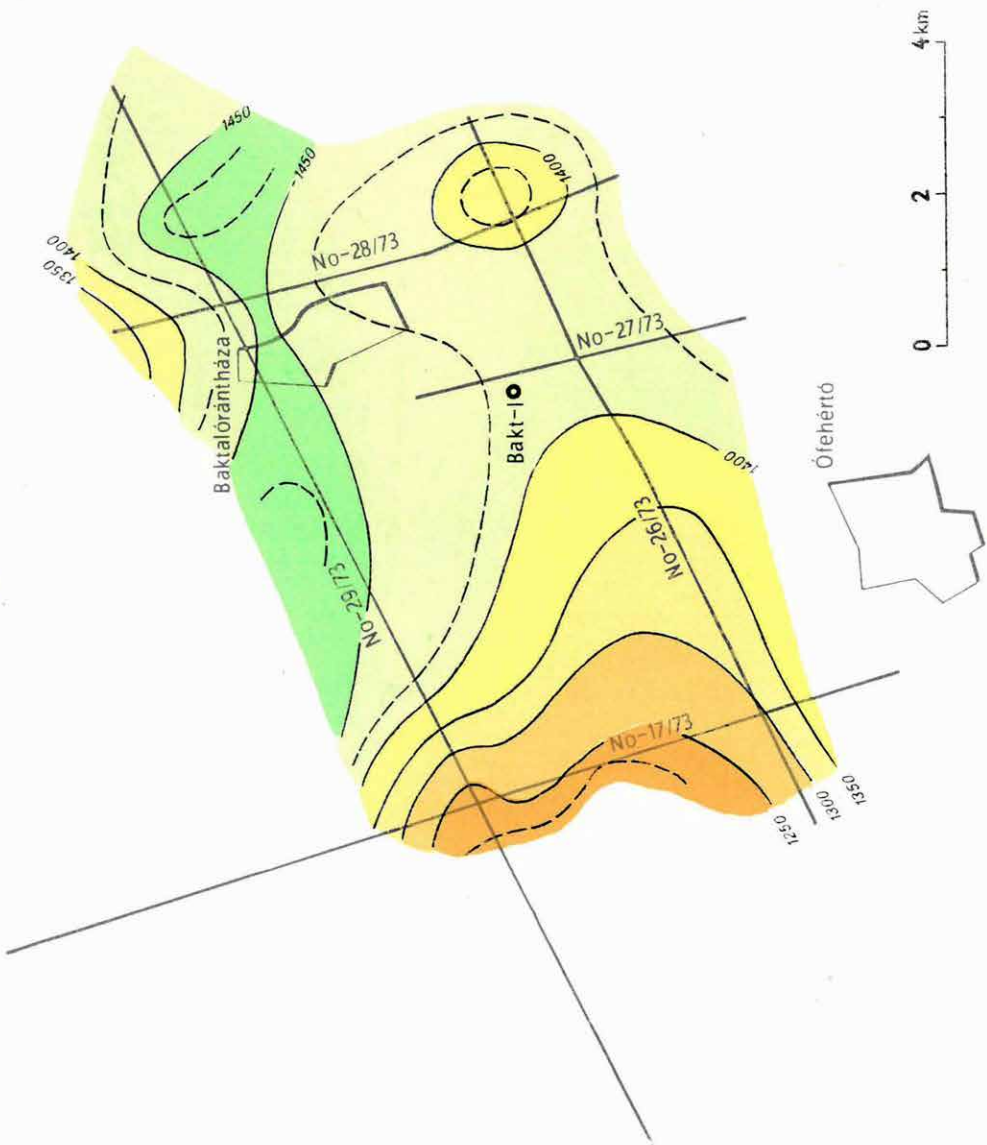 1450
1450
1400
1350
No-28/73
1400
Baktalórántháza
No-27/73
Bakt-I
No-29/73
1400
No-26/73
Ófehértó
No-17/73
1350
1300
1250
0 2 4 km